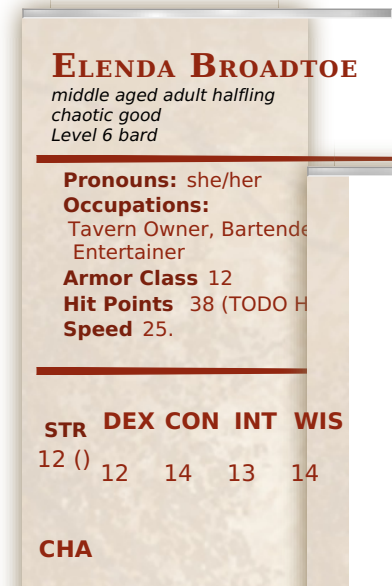 Elenda Broadtoe
middle aged adult halfling
chaotic good
Level 6 bard
Pronouns: she/her
Occupations:
Tavern Owner, Bartende
Entertainer
Armor Class 12
Hit Points 38 (TODO H
Speed 25.
STR DEX CON INT WIS
12 () 12 14 13 14
CHA